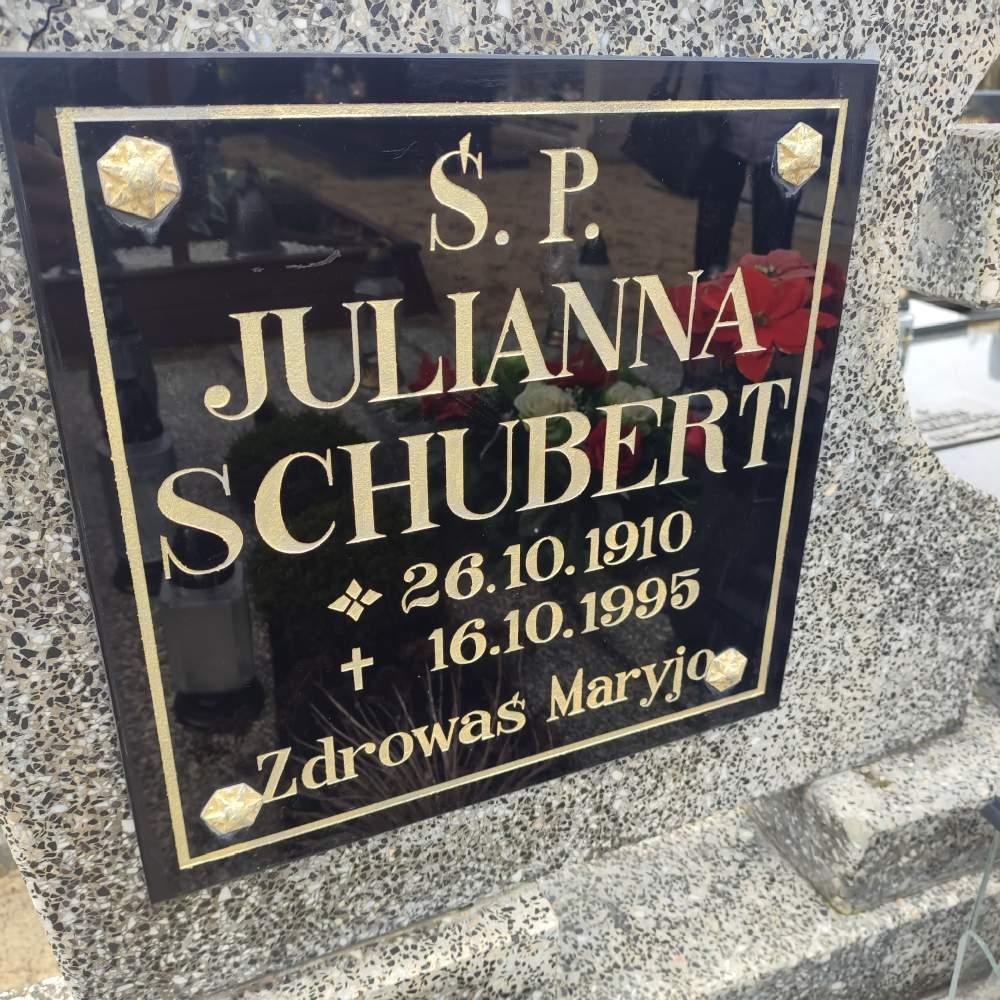 Ś. P.
JULIANNA
SCHUBERT
26.10.1910
✝ 16.10.1995
Zdrowaś Maryjo